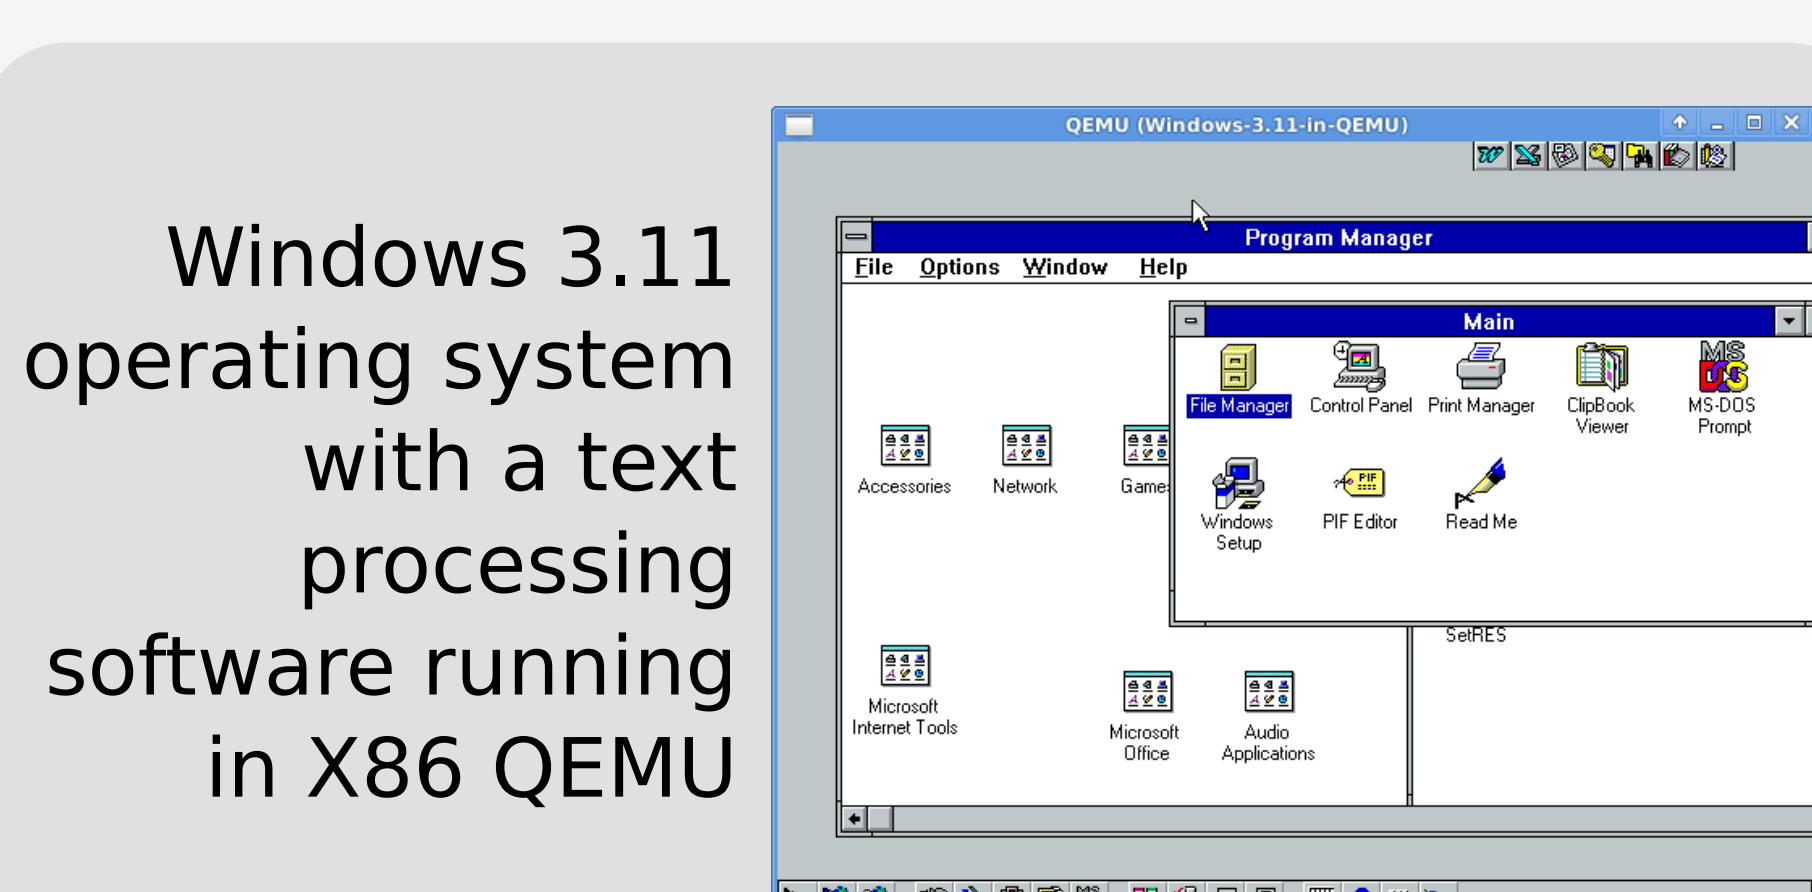 Windows 3.11
operating system
with a text
processing
software running
in X86 QEMU
QEMU (Windows-3.11-in-QEMU)
Program Manager
File Options Window Help
Main
File Manager Control Panel Print Manager ClipBook Viewer MS-DOS Prompt
Windows Setup PIF Editor Read Me
Accessories Network Games
SetRES
Microsoft Internet Tools
Microsoft Office
Audio Applications